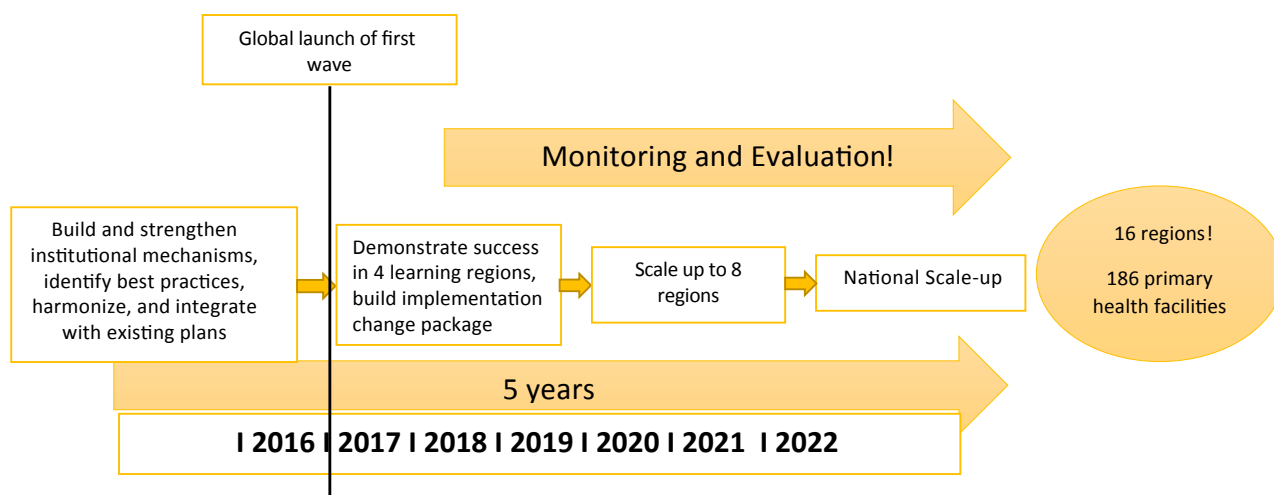 Global launch of first
wave
Monitoring and Evaluation!
Build and strengthen
institutional mechanisms,
identify best practices,
harmonize, and integrate
with existing plans
Demonstrate success
in 4 learning regions,
build implementation
change package
Scale up to 8
regions
National Scale-up
16 regions!
186 primary
health facilities
5 years
I 2016 I 2017 I 2018 I 2019 I 2020 I 2021 I 2022